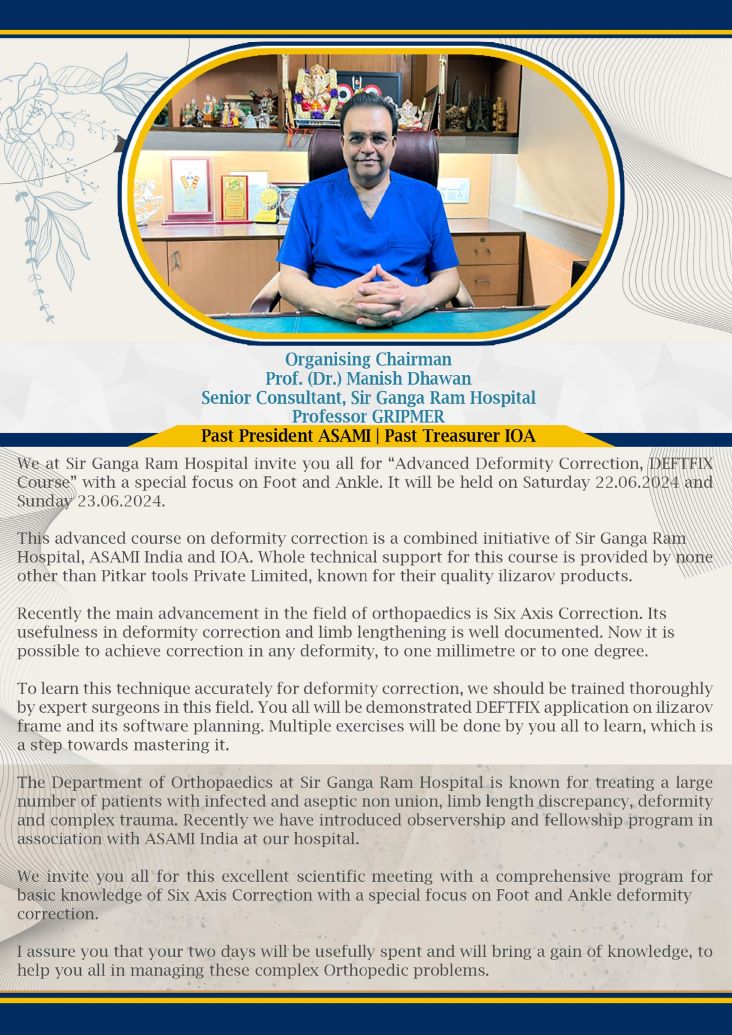 Organising Chairman
Prof. (Dr.) Manish Dhawan
Senior Consultant, Sir Ganga Ram Hospital
Professor GRIPMER
Past President ASAMI | Past Treasurer IOA
We at Sir Ganga Ram Hospital invite you all for “Advanced Deformity Correction, DEFTFIX
Course” with a special focus on Foot and Ankle. It will be held on Saturday 22.06.2024 and
Sunday 23.06.2024.
This advanced course on deformity correction is a combined initiative of Sir Ganga Ram
Hospital, ASAMI India and IOA. Whole technical support for this course is provided by none
other than Pitkar tools Private Limited, known for their quality ilizarov products.
Recently the main advancement in the field of orthopaedics is Six Axis Correction. Its
usefulness in deformity correction and limb lengthening is well documented. Now it is
possible to achieve correction in any deformity, to one millimetre or to one degree.
To learn this technique accurately for deformity correction, we should be trained thoroughly
by expert surgeons in this field. You all will be demonstrated DEFTFIX application on ilizarov
frame and its software planning. Multiple exercises will be done by you all to learn, which is
a step towards mastering it.
The Department of Orthopaedics at Sir Ganga Ram Hospital is known for treating a large
number of patients with infected and aseptic non union, limb length discrepancy, deformity
and complex trauma. Recently we have introduced observership and fellowship program in
association with ASAMI India at our hospital.
We invite you all for this excellent scientific meeting with a comprehensive program for
basic knowledge of Six Axis Correction with a special focus on Foot and Ankle deformity
correction.
I assure you that your two days will be usefully spent and will bring a gain of knowledge, to
help you all in managing these complex Orthopedic problems.